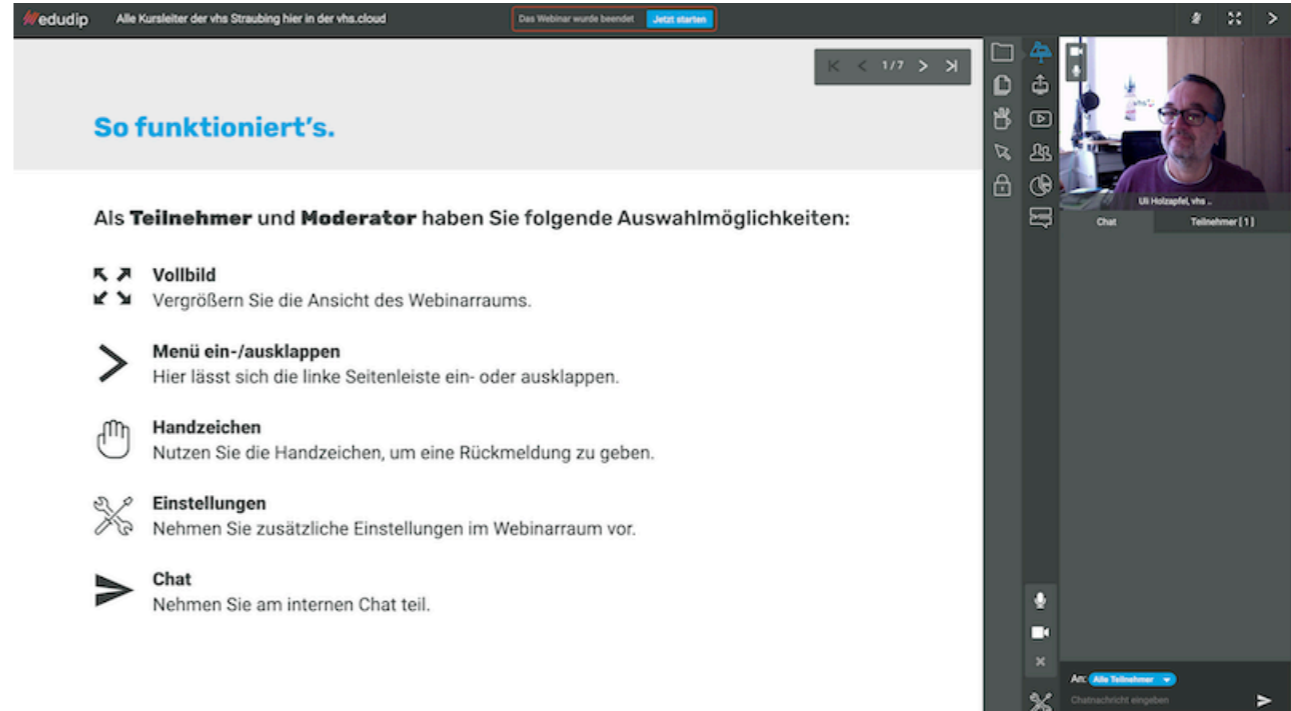 edudip
Alle Kursleiter der vhs Straubing hier in der vhs.cloud
Das Webinar wurde beendet
Jetzt starten
1/7
So funktioniert's.
Als Teilnehmer und Moderator haben Sie folgende Auswahlmöglichkeiten:
Vollbild
Vergrößern Sie die Ansicht des Webinarraums.
Menü ein-/ausklappen
Hier lässt sich die linke Seitenleiste ein- oder ausklappen.
Handzeichen
Nutzen Sie die Handzeichen, um eine Rückmeldung zu geben.
Einstellungen
Nehmen Sie zusätzliche Einstellungen im Webinarraum vor.
Chat
Nehmen Sie am internen Chat teil.
vhs
Uli Holzapfel, vhs ..
Chat
Teilnehmer [ 1 ]
An: Alle Teilnehmer
Chatnachricht eingeben